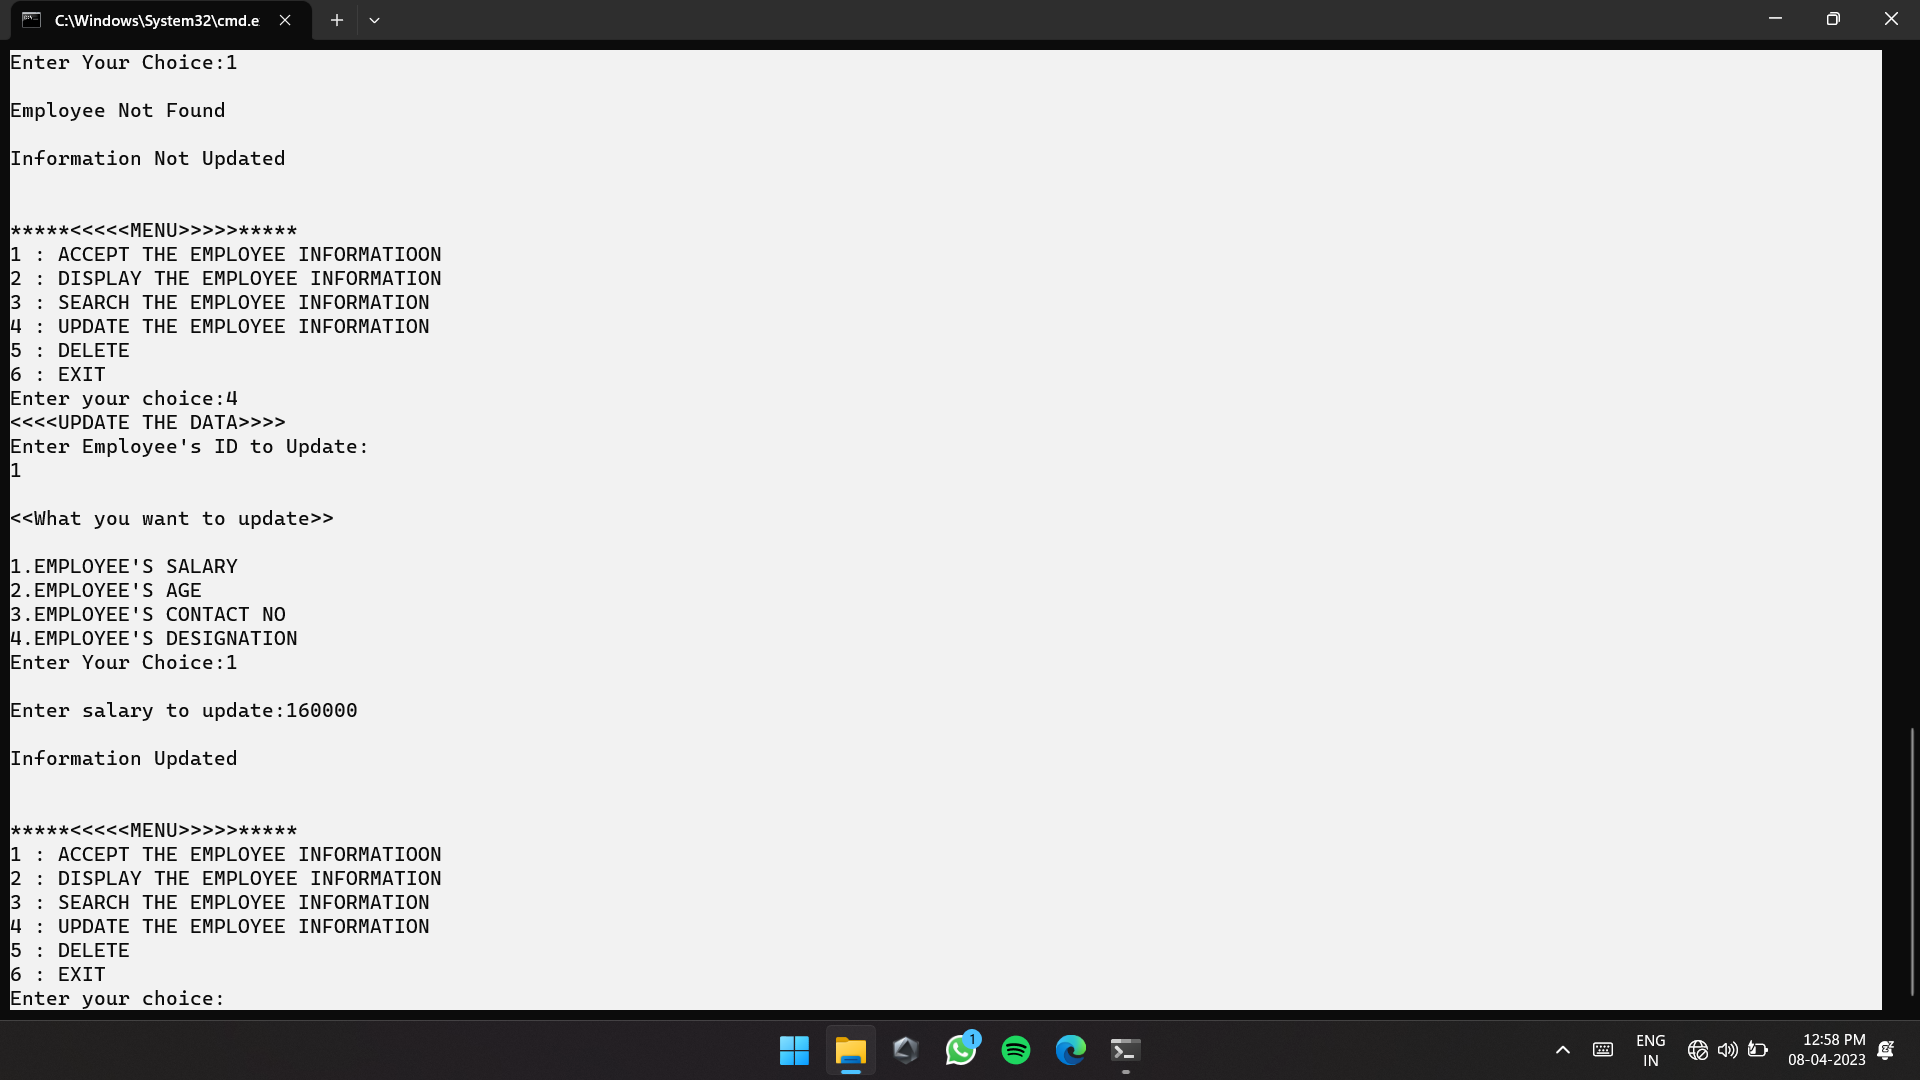 C:\Windows\System32\cmd.e
Enter Your Choice:1
Employee Not Found
Information Not Updated
*****<<<<<MENU>>>>>*****
1 : ACCEPT THE EMPLOYEE INFORMATIOON
2 : DISPLAY THE EMPLOYEE INFORMATION
3 : SEARCH THE EMPLOYEE INFORMATION
4 : UPDATE THE EMPLOYEE INFORMATION
5 : DELETE
6 : EXIT
Enter your choice:4
<<<<UPDATE THE DATA>>>>
Enter Employee's ID to Update:
1
<<What you want to update>>
1.EMPLOYEE'S SALARY
2.EMPLOYEE'S AGE
3.EMPLOYEE'S CONTACT NO
4.EMPLOYEE'S DESIGNATION
Enter Your Choice:1
Enter salary to update:160000
Information Updated
*****<<<<<MENU>>>>>*****
1 : ACCEPT THE EMPLOYEE INFORMATIOON
2 : DISPLAY THE EMPLOYEE INFORMATION
3 : SEARCH THE EMPLOYEE INFORMATION
4 : UPDATE THE EMPLOYEE INFORMATION
5 : DELETE
6 : EXIT
Enter your choice:
1
ENG
IN
12:58 PM
08-04-2023